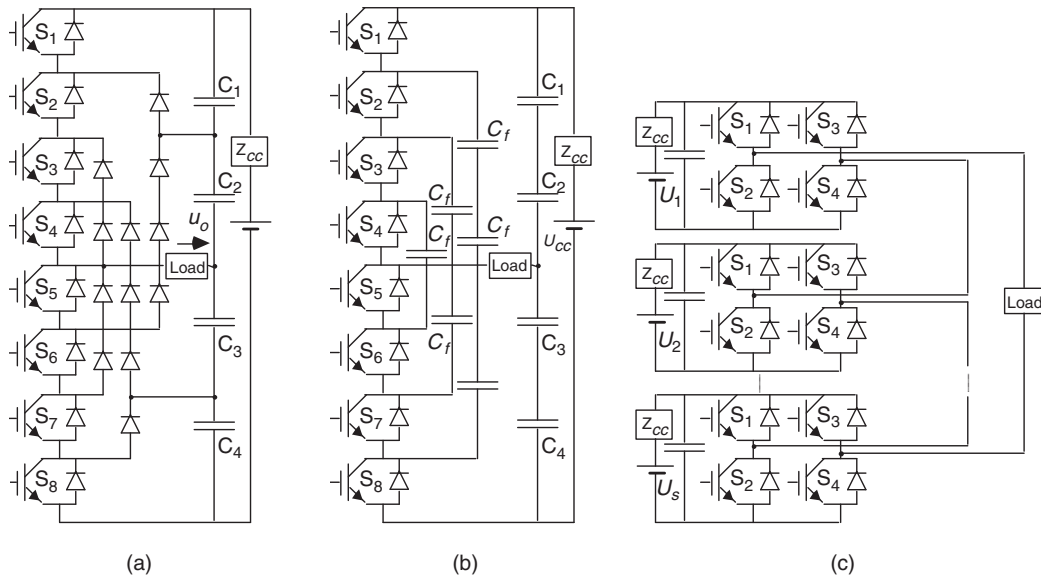 S1
S2
S3
S4
S5
S6
S7
S8
C1
C2
C3
C4
Zcc
uo
Load
(a)
S1
S2
S3
S4
S5
S6
S7
S8
Cf
Cf
Cf
Cf
Cf
C1
C2
C3
C4
Zcc
Ucc
Load
(b)
Zcc
U1
S1
S3
S2
S4
Zcc
U2
S1
S3
S2
S4
Zcc
Us
S1
S3
S2
S4
Load
(c)